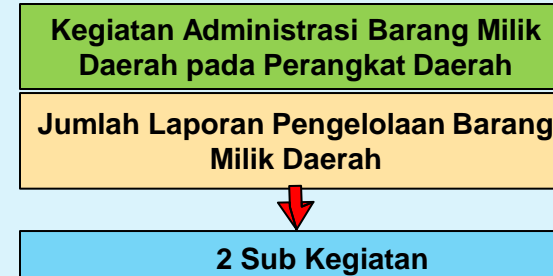 Kegiatan Administrasi Barang Milik
Daerah pada Perangkat Daerah
Jumlah Laporan Pengelolaan Barang
Milik Daerah
2 Sub Kegiatan